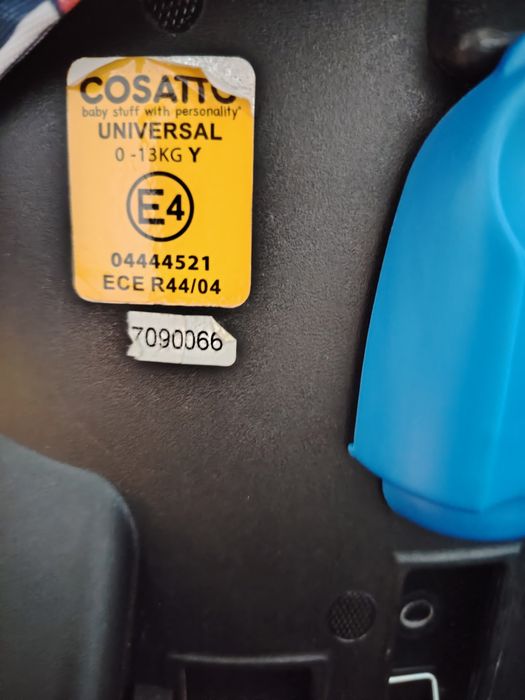 COSATTO
baby stuff with personality
UNIVERSAL
0 -13KG Y
E4
04444521
ECE R44/04
7090066